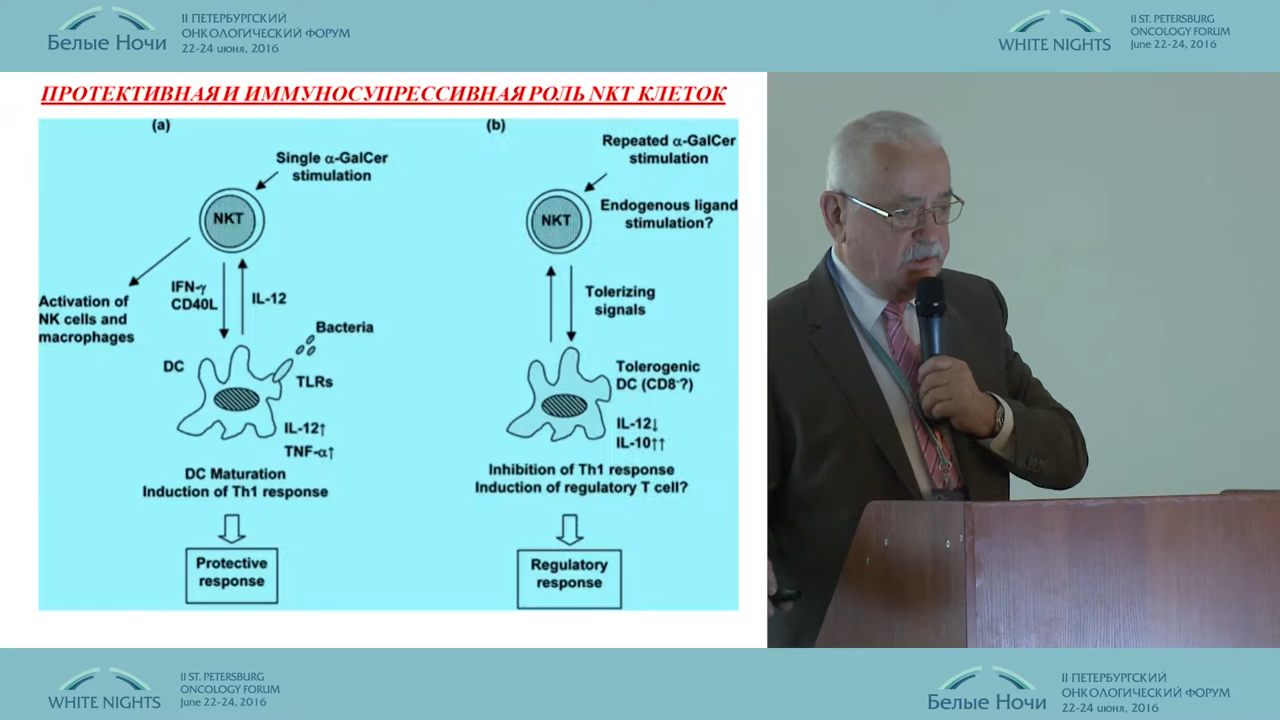 Белые Ночи
II ПЕТЕРБУРГСКИЙ
ОНКОЛОГИЧЕСКИЙ ФОРУМ
22-24 июня, 2016
WHITE NIGHTS
II ST. PETERSBURG
ONCOLOGY FORUM
June 22-24, 2016
ПРОТЕКТИВНАЯ И ИММУНОСУПРЕССИВНАЯ РОЛЬ NKT КЛЕТОК
(a)
Single α-GalCer
stimulation
NKT
IFN-γ
CD40L
IL-12
Activation of
NK cells and
macrophages
Bacteria
DC
TLRs
IL-12↑
TNF-α↑
DC Maturation
Induction of Th1 response
Protective
response
(b)
Repeated α-GalCer
stimulation
NKT
Endogenous ligand
stimulation?
Tolerizing
signals
Tolerogenic
DC (CD8-?)
IL-12↓
IL-10↑↑
Inhibition of Th1 response
Induction of regulatory T cell?
Regulatory
response
WHITE NIGHTS
II ST. PETERSBURG
ONCOLOGY FORUM
June 22-24, 2016
Белые Ночи
II ПЕТЕРБУРГСКИЙ
ОНКОЛОГИЧЕСКИЙ ФОРУМ
22-24 июня, 2016